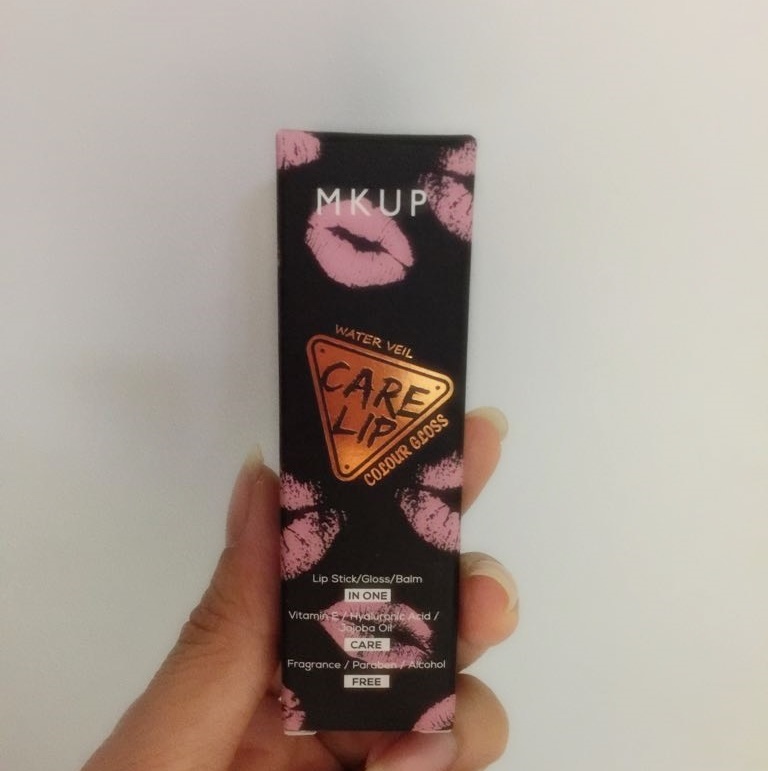 MKUP
WATER VEIL
CARE
LIP
COLOUR GLOSS
Lip Stick/Gloss/Balm
IN ONE
Vitamin E / Hyaluronic Acid /
Jojoba Oil
CARE
Fragrance / Paraben / Alcohol
FREE